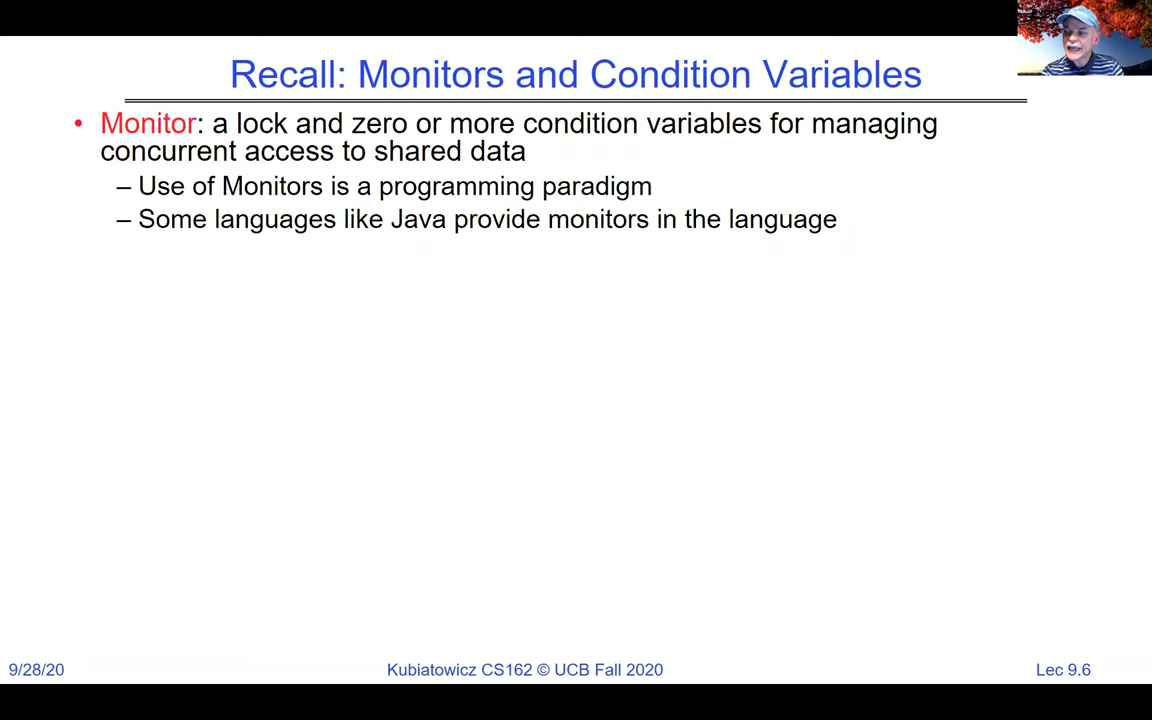 Recall: Monitors and Condition Variables
• Monitor: a lock and zero or more condition variables for managing
concurrent access to shared data
– Use of Monitors is a programming paradigm
– Some languages like Java provide monitors in the language
9/28/20
Kubiatowicz CS162 © UCB Fall 2020
Lec 9.6